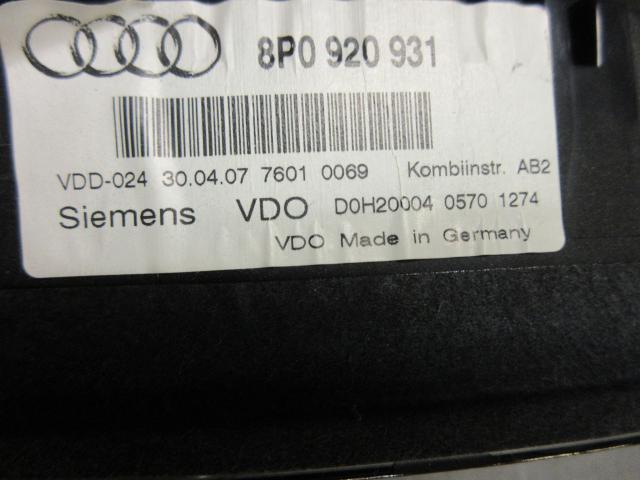 8P0 920 931
VDD-024 30.04.07 7601 0069 Kombiinstr. AB2
Siemens VDO D0H20004 0570 1274
VDO Made in Germany